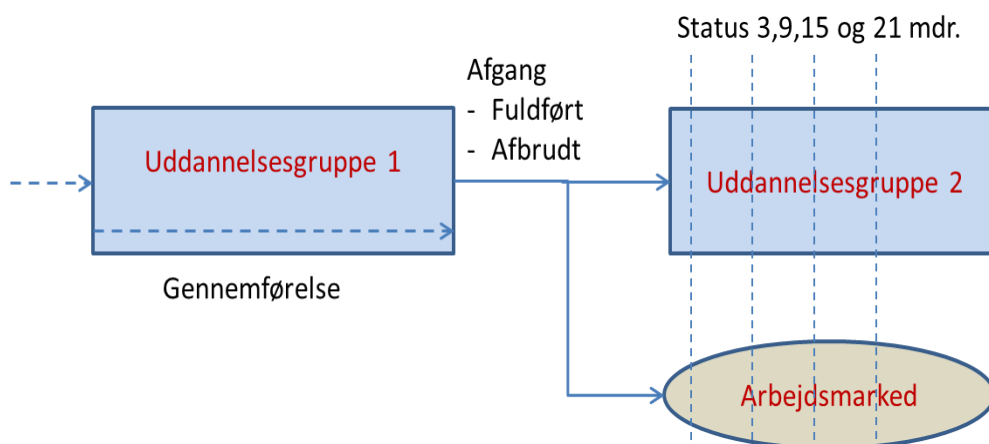 Status 3,9,15 og 21 mdr.
Afgang
- Fuldført
- Afbrudt
Uddannelsesgruppe 1
Uddannelsesgruppe 2
Gennemførelse
Arbejdsmarked